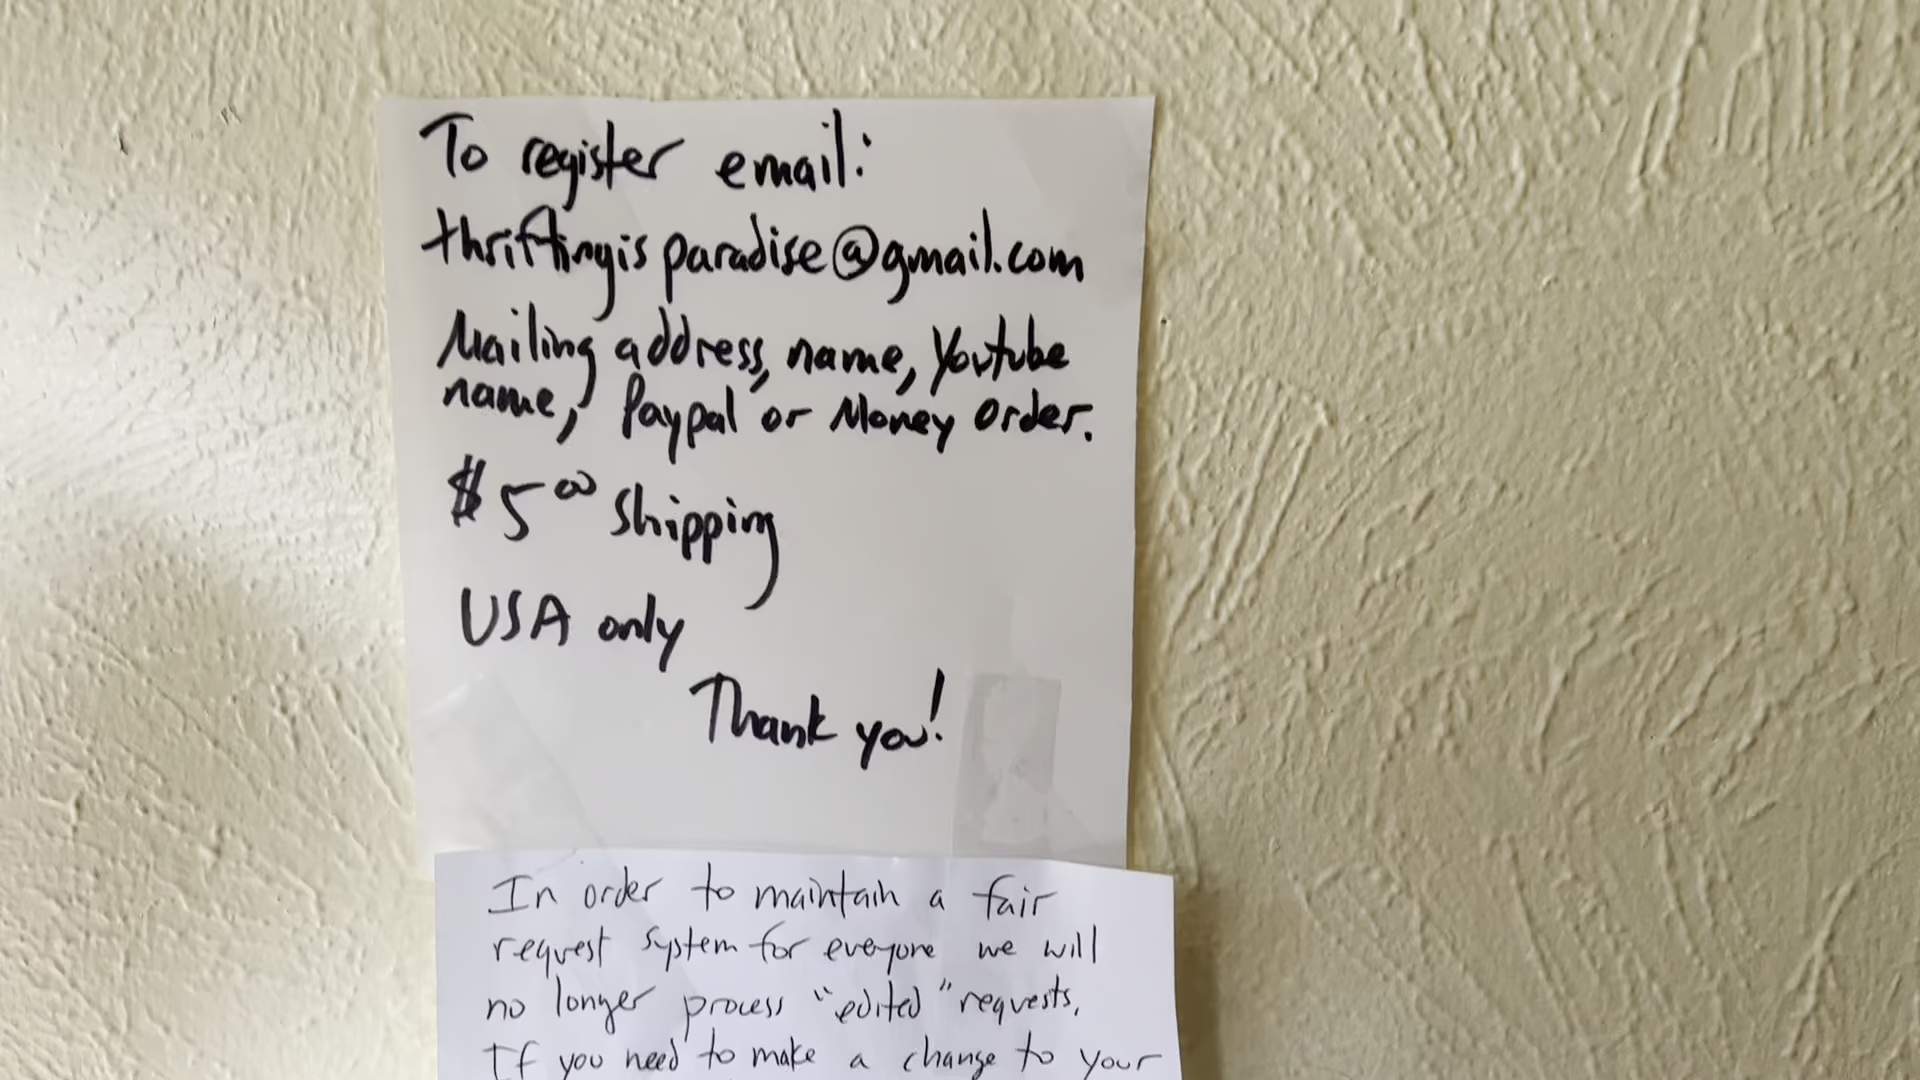 To register email:
thriftingisparadise@gmail.com
Mailing address, name, Youtube
name, Paypal or Money Order.
$5.00 shipping
USA only
Thank you!
In order to maintain a fair
request system for everyone we will
no longer process "edited" requests.
If you need to make a change to your